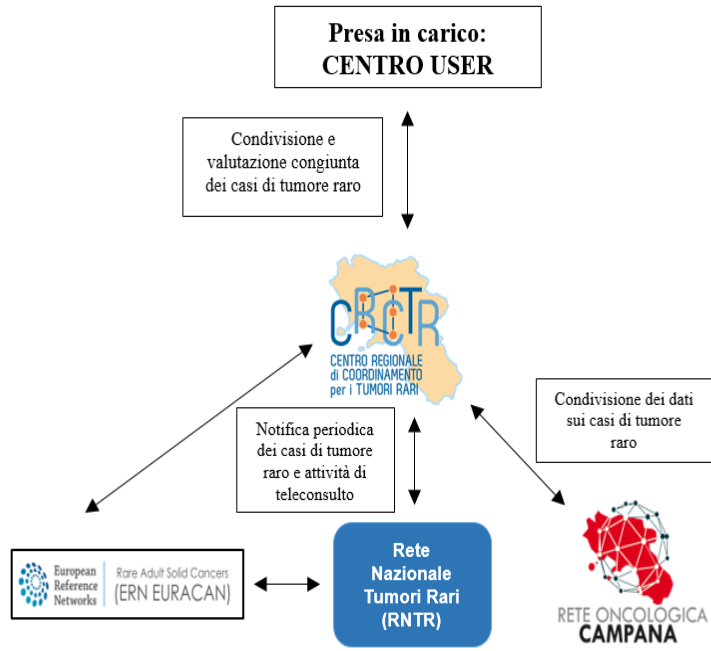 Presa in carico:
CENTRO USER
Condivisione e
valutazione congiunta
dei casi di tumore raro
CRCTR
CENTRO REGIONALE
di COORDINAMENTO
per i TUMORI RARI
Condivisione dei dati
sui casi di tumore
raro
Notifica periodica
dei casi di tumore
raro e attività di
teleconsulto
European
Reference
Networks
Rare Adult Solid Cancers
(ERN EURACAN)
Rete
Nazionale
Tumori Rari
(RNTR)
RETE ONCOLOGICA
CAMPANA